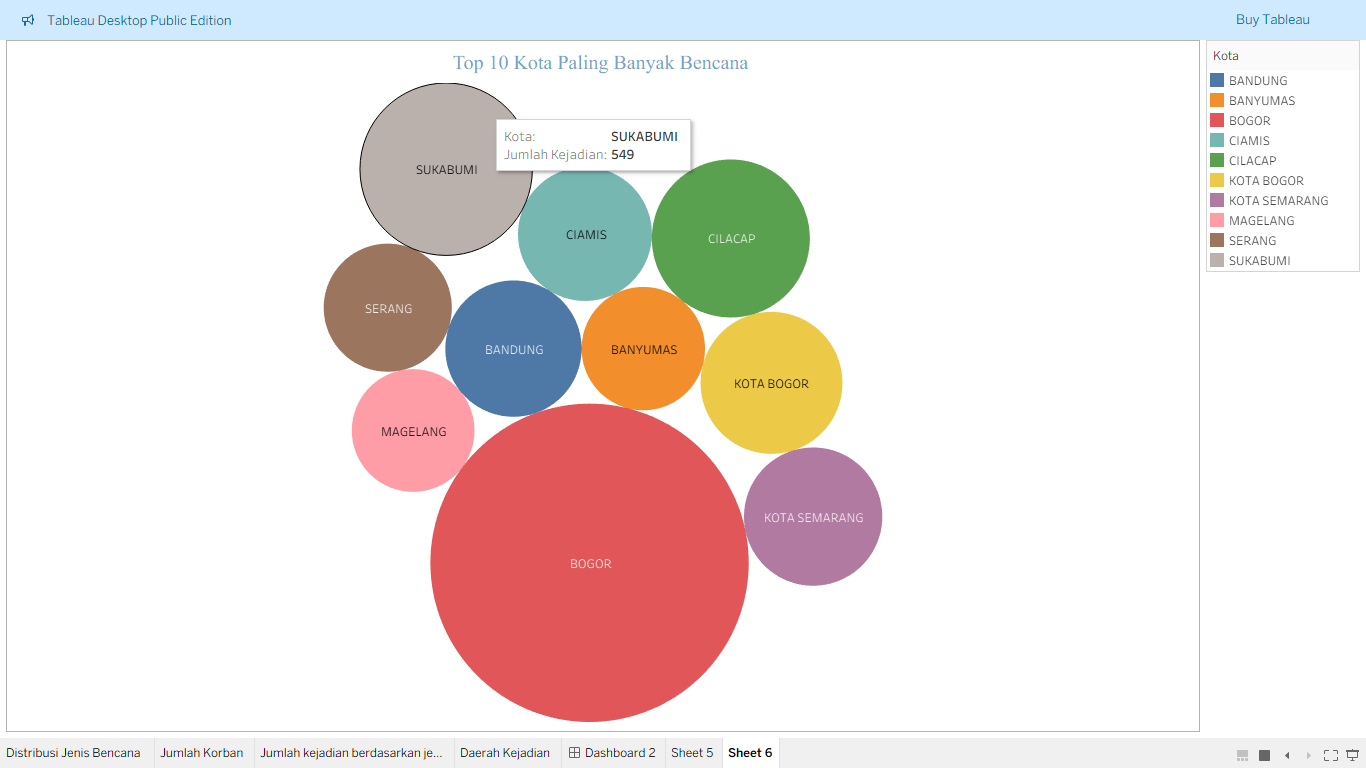 Tableau Desktop Public Edition
Buy Tableau
Top 10 Kota Paling Banyak Bencana
Kota
BANDUNG
BANYUMAS
BOGOR
CIAMIS
CILACAP
KOTA BOGOR
KOTA SEMARANG
MAGELANG
SERANG
SUKABUMI
Kota: SUKABUMI
Jumlah Kejadian: 549
SUKABUMI
CIAMIS
CILACAP
SERANG
BANDUNG
BANYUMAS
KOTA BOGOR
MAGELANG
KOTA SEMARANG
BOGOR
Distribusi Jenis Bencana
Jumlah Korban
Jumlah kejadian berdasarkan je...
Daerah Kejadian
Dashboard 2
Sheet 5
Sheet 6